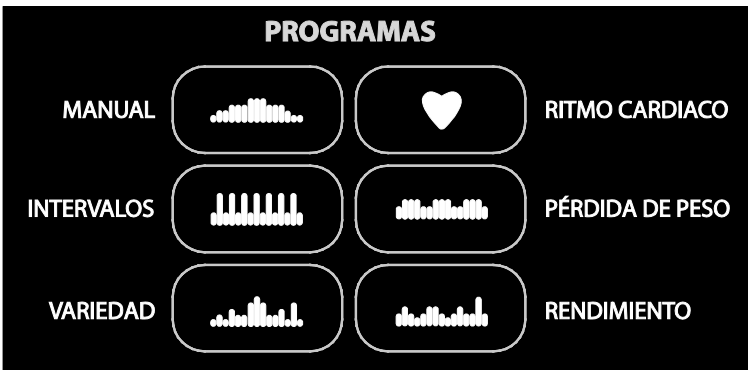 PROGRAMAS
MANUAL
RITMO CARDIACO
INTERVALOS
PÉRDIDA DE PESO
VARIEDAD
RENDIMIENTO